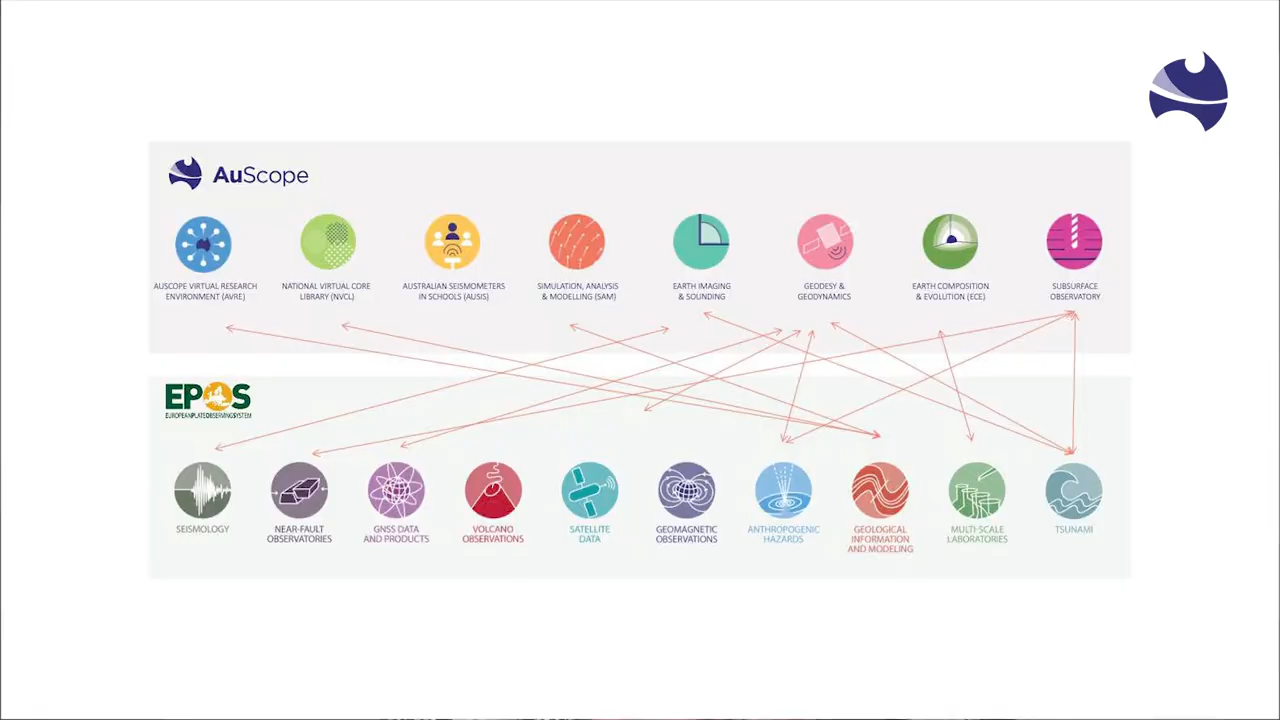 AuScope
AUSCOPE VIRTUAL RESEARCH
ENVIRONMENT (AVRE)
NATIONAL VIRTUAL CORE
LIBRARY (NVCL)
AUSTRALIAN SEISMOMETERS
IN SCHOOLS (AUSIS)
SIMULATION, ANALYSIS
& MODELLING (SAM)
EARTH IMAGING
& SOUNDING
GEODESY &
GEODYNAMICS
EARTH COMPOSITION
& EVOLUTION (ECE)
SUBSURFACE
OBSERVATORY
EPOS
EUROPEANPLATEOBSERVINGSYSTEM
SEISMOLOGY
NEAR-FAULT
OBSERVATORIES
GNSS DATA
AND PRODUCTS
VOLCANO
OBSERVATIONS
SATELLITE
DATA
GEOMAGNETIC
OBSERVATIONS
ANTHROPOGENIC
HAZARDS
GEOLOGICAL
INFORMATION
AND MODELING
MULTI-SCALE
LABORATORIES
TSUNAMI